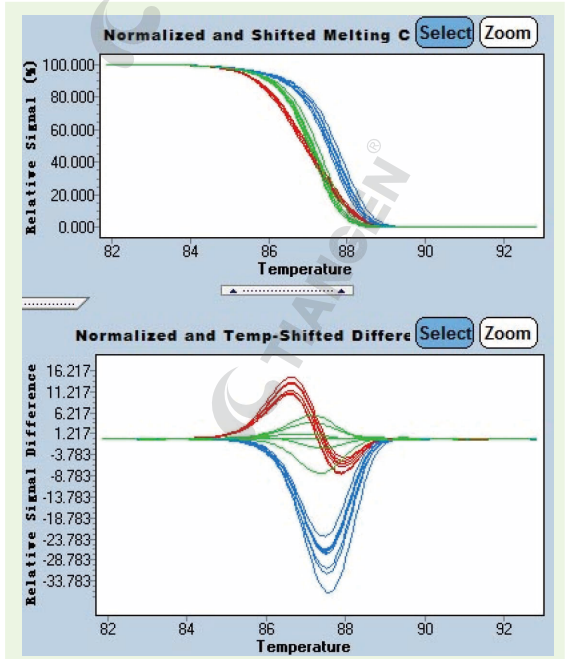 Normalized and Shifted Melting C
Select
Zoom
Relative Signal (%)
100.000
80.000
60.000
40.000
20.000
0.000
82 84 86 88 90 92
Temperature
Normalized and Temp-Shifted Differe
Select
Zoom
Relative Signal Difference
16.217
11.217
6.217
1.217
-3.783
-8.783
-13.783
-18.783
-23.783
-28.783
-33.783
82 84 86 88 90 92
Temperature
TIANGEN ®